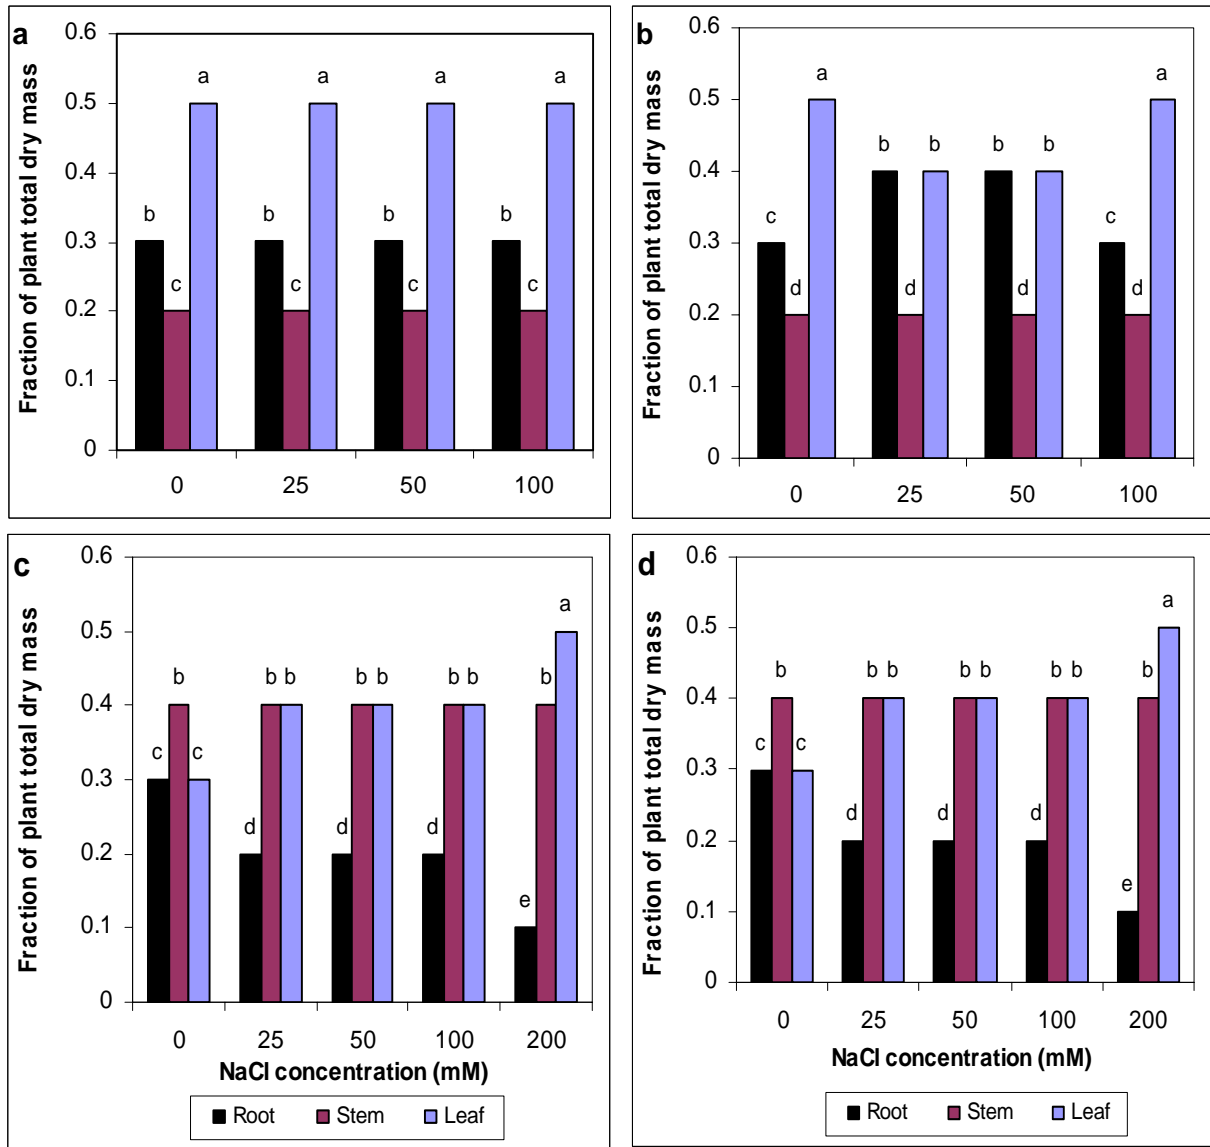 a
Fraction of plant total dry mass
0.6
0.5
0.4
0.3
0.2
0.1
0
a a a a
b b b b
c c c c
0 25 50 100
b
Fraction of plant total dry mass
0.6
0.5
0.4
0.3
0.2
0.1
0
a a
b b b b
c c
d d d d
0 25 50 100
c
Fraction of plant total dry mass
0.6
0.5
0.4
0.3
0.2
0.1
0
a
b b b b b b b b
c c
d d d
e
0 25 50 100 200
NaCl concentration (mM)
Root Stem Leaf
d
Fraction of plant total dry mass
0.6
0.5
0.4
0.3
0.2
0.1
0
a
b b b b b b b b
c c
d d d
e
0 25 50 100 200
NaCl concentration (mM)
Root Stem Leaf